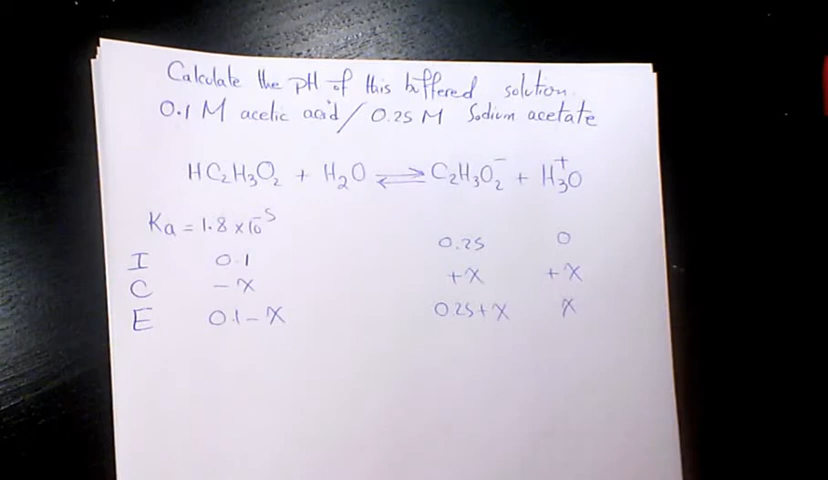 Calculate the pH of this buffered solution.
0.1 M acetic acid/0.25 M Sodium acetate
HC₂H₃O₂ + H₂O ⇌ C₂H₃O₂⁻ + H₃⁺O
Ka = 1.8 x 10⁻⁵
I 0.1 0.25 0
C - X + X + X
E 0.1 - X 0.25 + X X